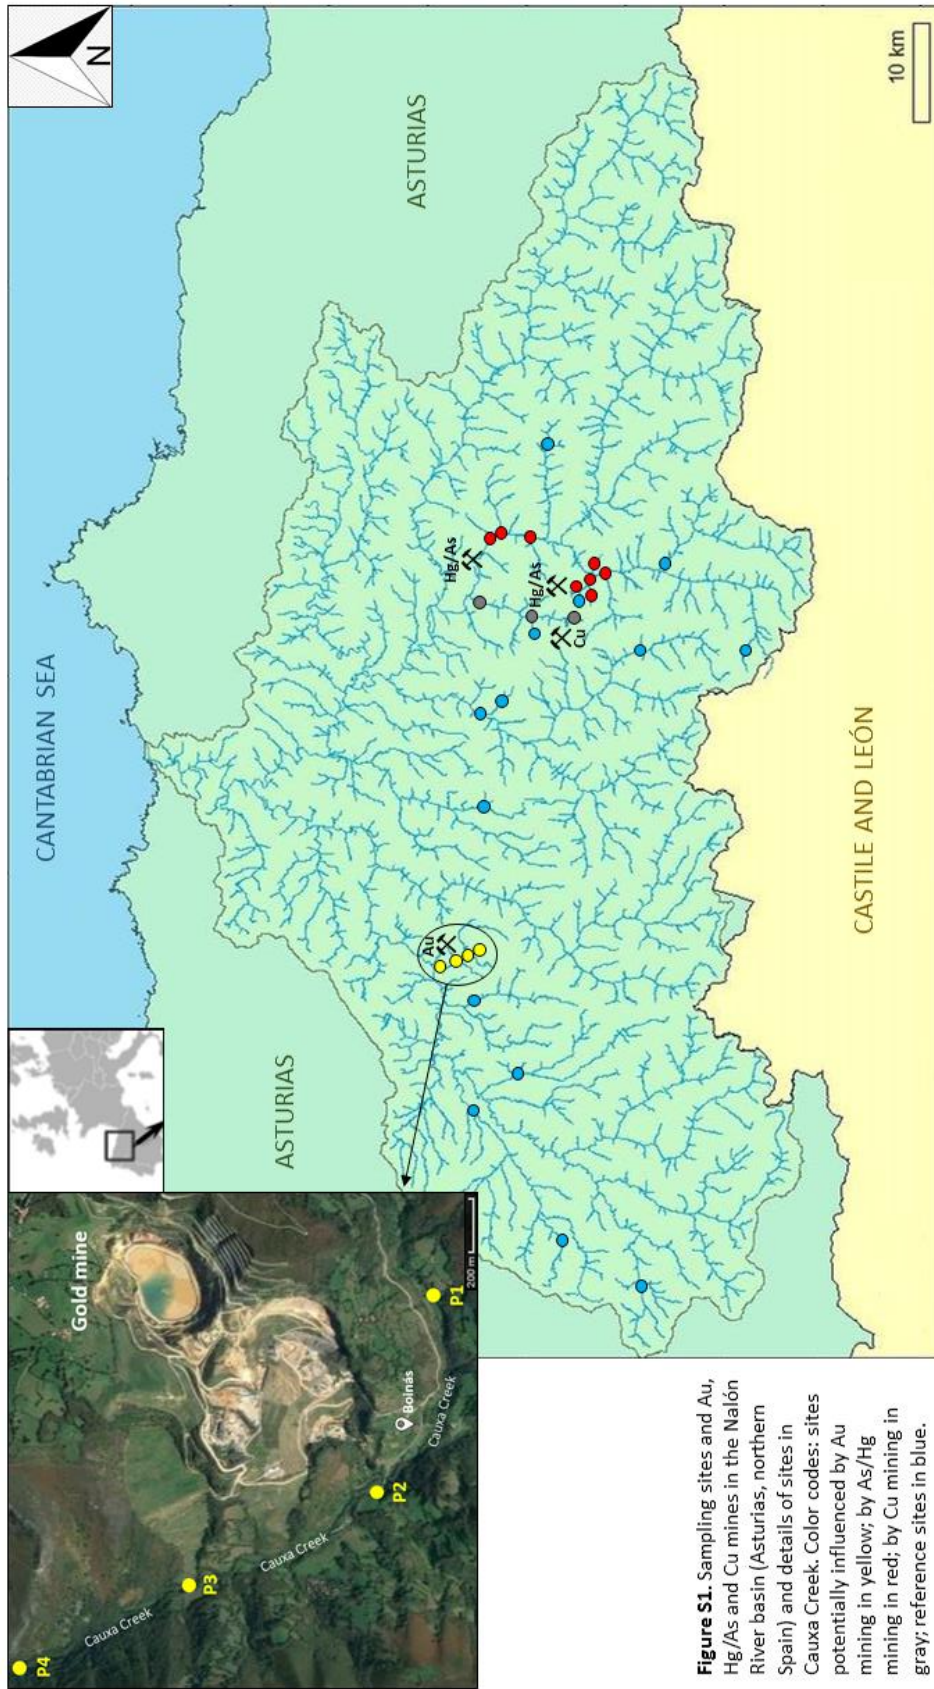 CANTABRIAN SEA
N
ASTURIAS
ASTURIAS
Gold mine
P4
Cauxa Creek
P3
Cauxa Creek
P2
Boinás
Cauxa Creek
P1
200 m
Au
Hg/As
Hg/As
Cu
CASTILE AND LEÓN
10 km
Figure S1. Sampling sites and Au,
Hg/As and Cu mines in the Nalón
River basin (Asturias, northern
Spain) and details of sites in
Cauxa Creek. Color codes: sites
potentially influenced by Au
mining in yellow; by As/Hg
mining in red; by Cu mining in
gray; reference sites in blue.